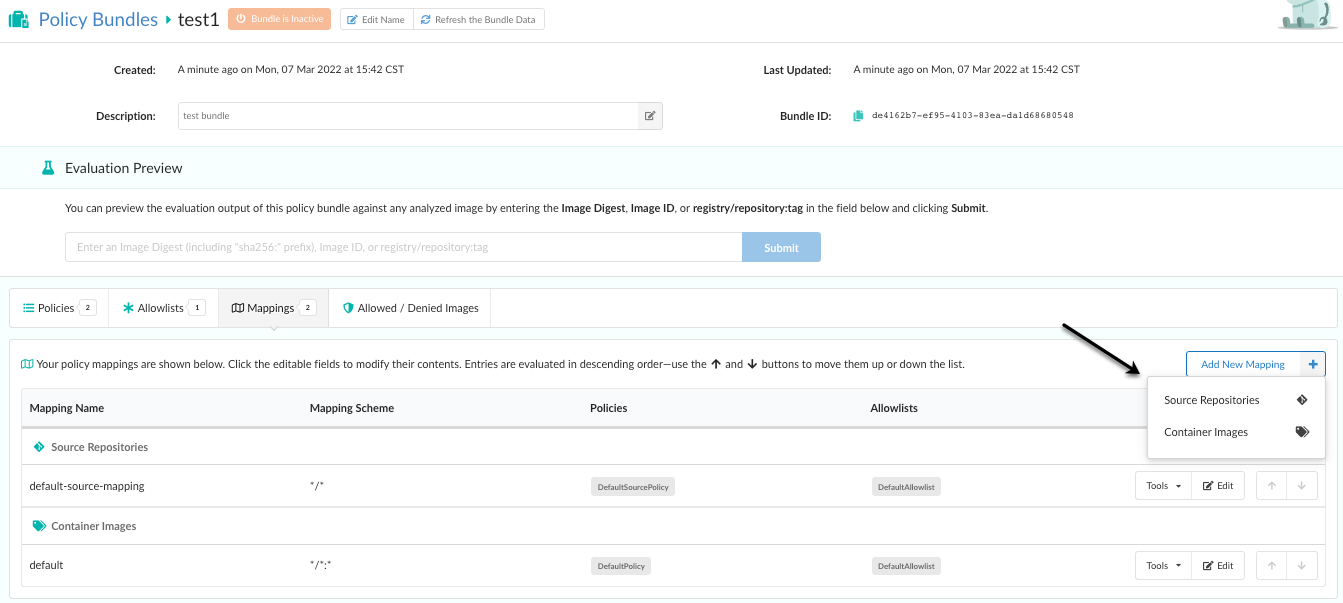 Policy Bundles test1 Bundle is Inactive Edit Name Refresh the Bundle Data
Created: A minute ago on Mon, 07 Mar 2022 at 15:42 CST Last Updated: A minute ago on Mon, 07 Mar 2022 at 15:42 CST
Description: test bundle Bundle ID: de4162b7-ef95-4103-83ea-da1d68680548
Evaluation Preview
You can preview the evaluation output of this policy bundle against any analyzed image by entering the Image Digest, Image ID, or registry/repository:tag in the field below and clicking Submit.
Enter an Image Digest (including "sha256:" prefix), Image ID, or registry/repository:tag Submit
Policies 2 Allowlists 1 Mappings 2 Allowed / Denied Images
Your policy mappings are shown below. Click the editable fields to modify their contents. Entries are evaluated in descending order—use the ↑ and ↓ buttons to move them up or down the list. Add New Mapping +
Source Repositories
Container Images
Mapping Name Mapping Scheme Policies Allowlists
Source Repositories
default-source-mapping */* DefaultSourcePolicy DefaultAllowlist Tools Edit
Container Images
default */*:* DefaultPolicy DefaultAllowlist Tools Edit